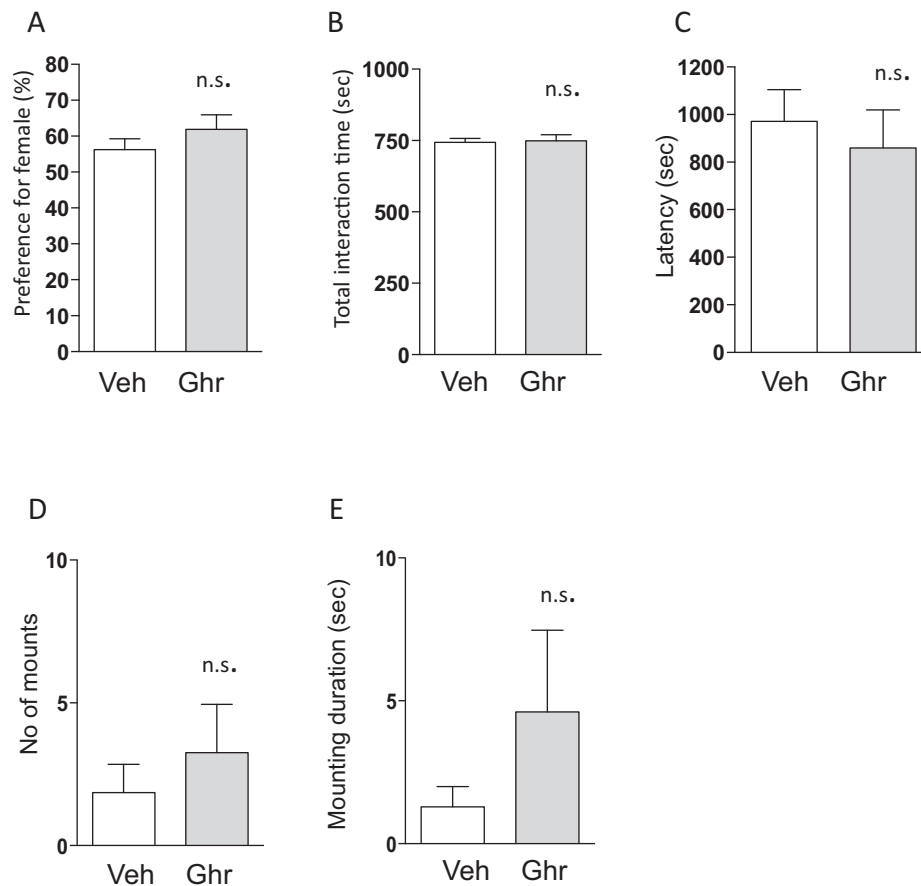 A
Preference for female (%)
80
70
60
50
40
30
20
10
0
n.s.
Veh Ghr
B
Total interaction time (sec)
1000
750
500
250
0
n.s.
Veh Ghr
C
Latency (sec)
1200
1000
800
600
400
200
0
n.s.
Veh Ghr
D
No of mounts
10
5
0
n.s.
Veh Ghr
E
Mounting duration (sec)
10
5
0
n.s.
Veh Ghr